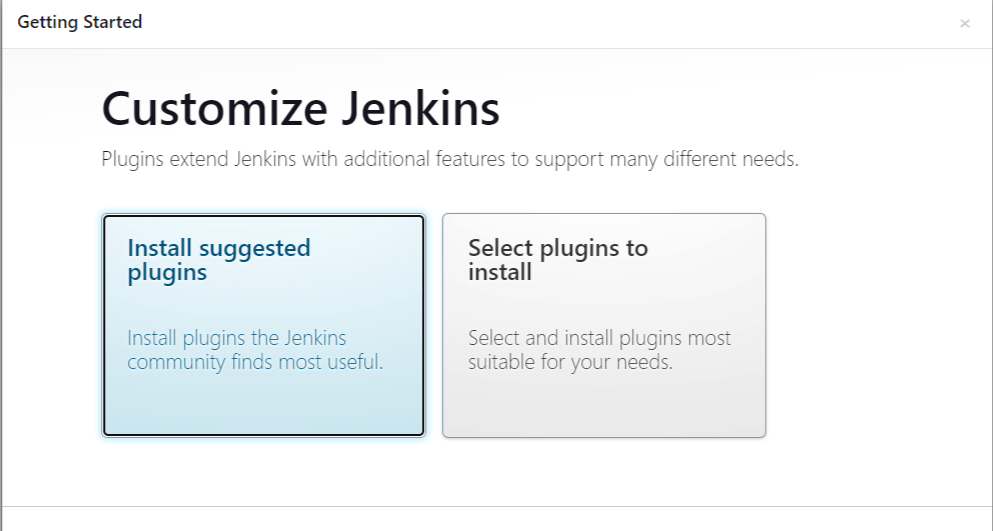 Getting Started
×
Customize Jenkins
Plugins extend Jenkins with additional features to support many different needs.
Install suggested
plugins
Install plugins the Jenkins
community finds most useful.
Select plugins to
install
Select and install plugins most
suitable for your needs.